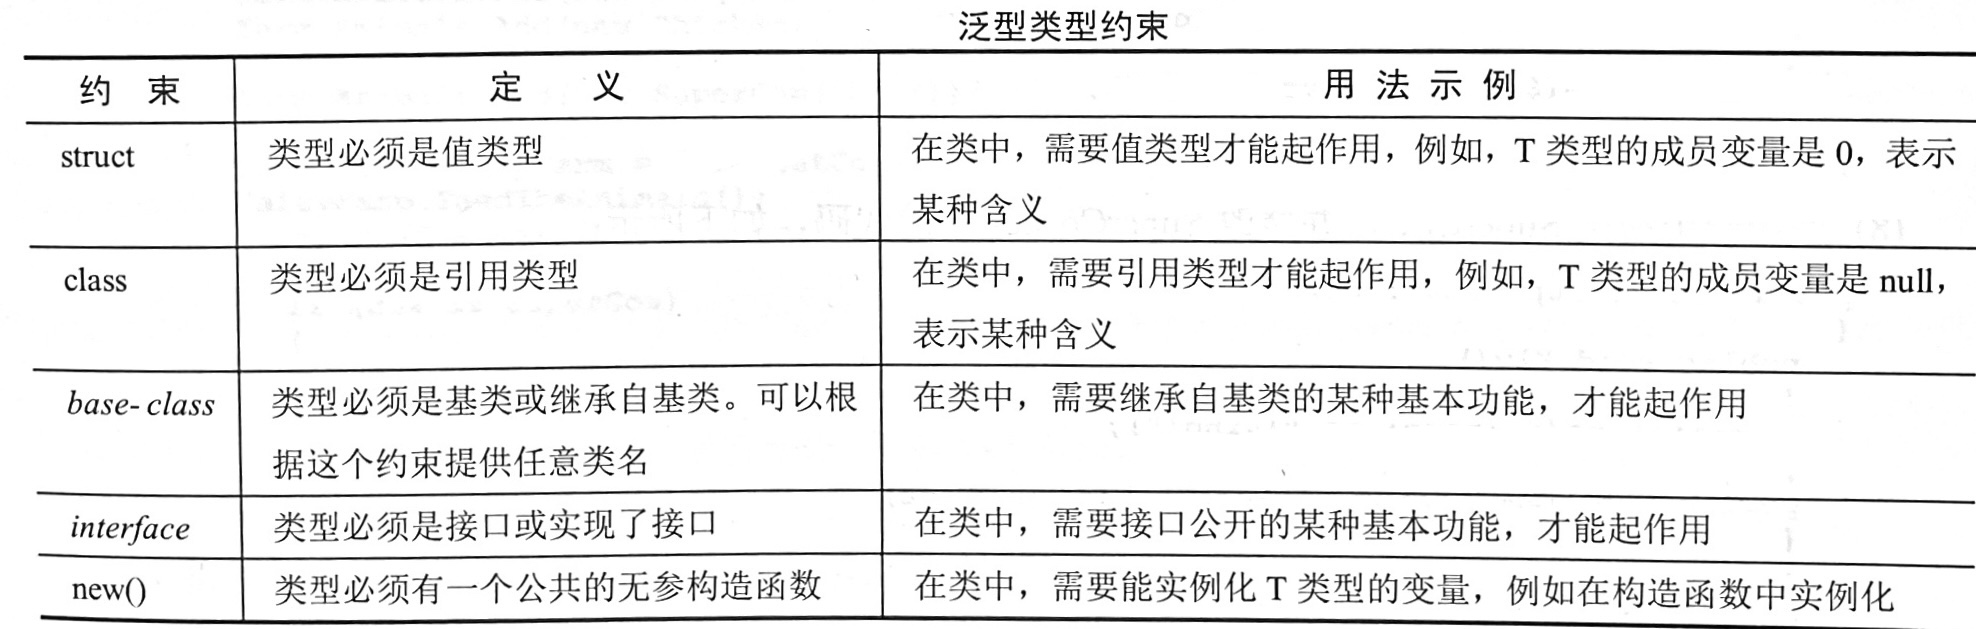 泛型类型约束
约 束 定 义 用 法 示 例
struct 类型必须是值类型 在类中，需要值类型才能起作用，例如，T 类型的成员变量是 0，表示
某种含义
class 类型必须是引用类型 在类中，需要引用类型才能起作用，例如，T 类型的成员变量是 null，
表示某种含义
base-class 类型必须是基类或继承自基类。可以根 在类中，需要继承自基类的某种基本功能，才能起作用
据这个约束提供任意类名
interface 类型必须是接口或实现了接口 在类中，需要接口公开的某种基本功能，才能起作用
new() 类型必须有一个公共的无参构造函数 在类中，需要能实例化 T 类型的变量，例如在构造函数中实例化